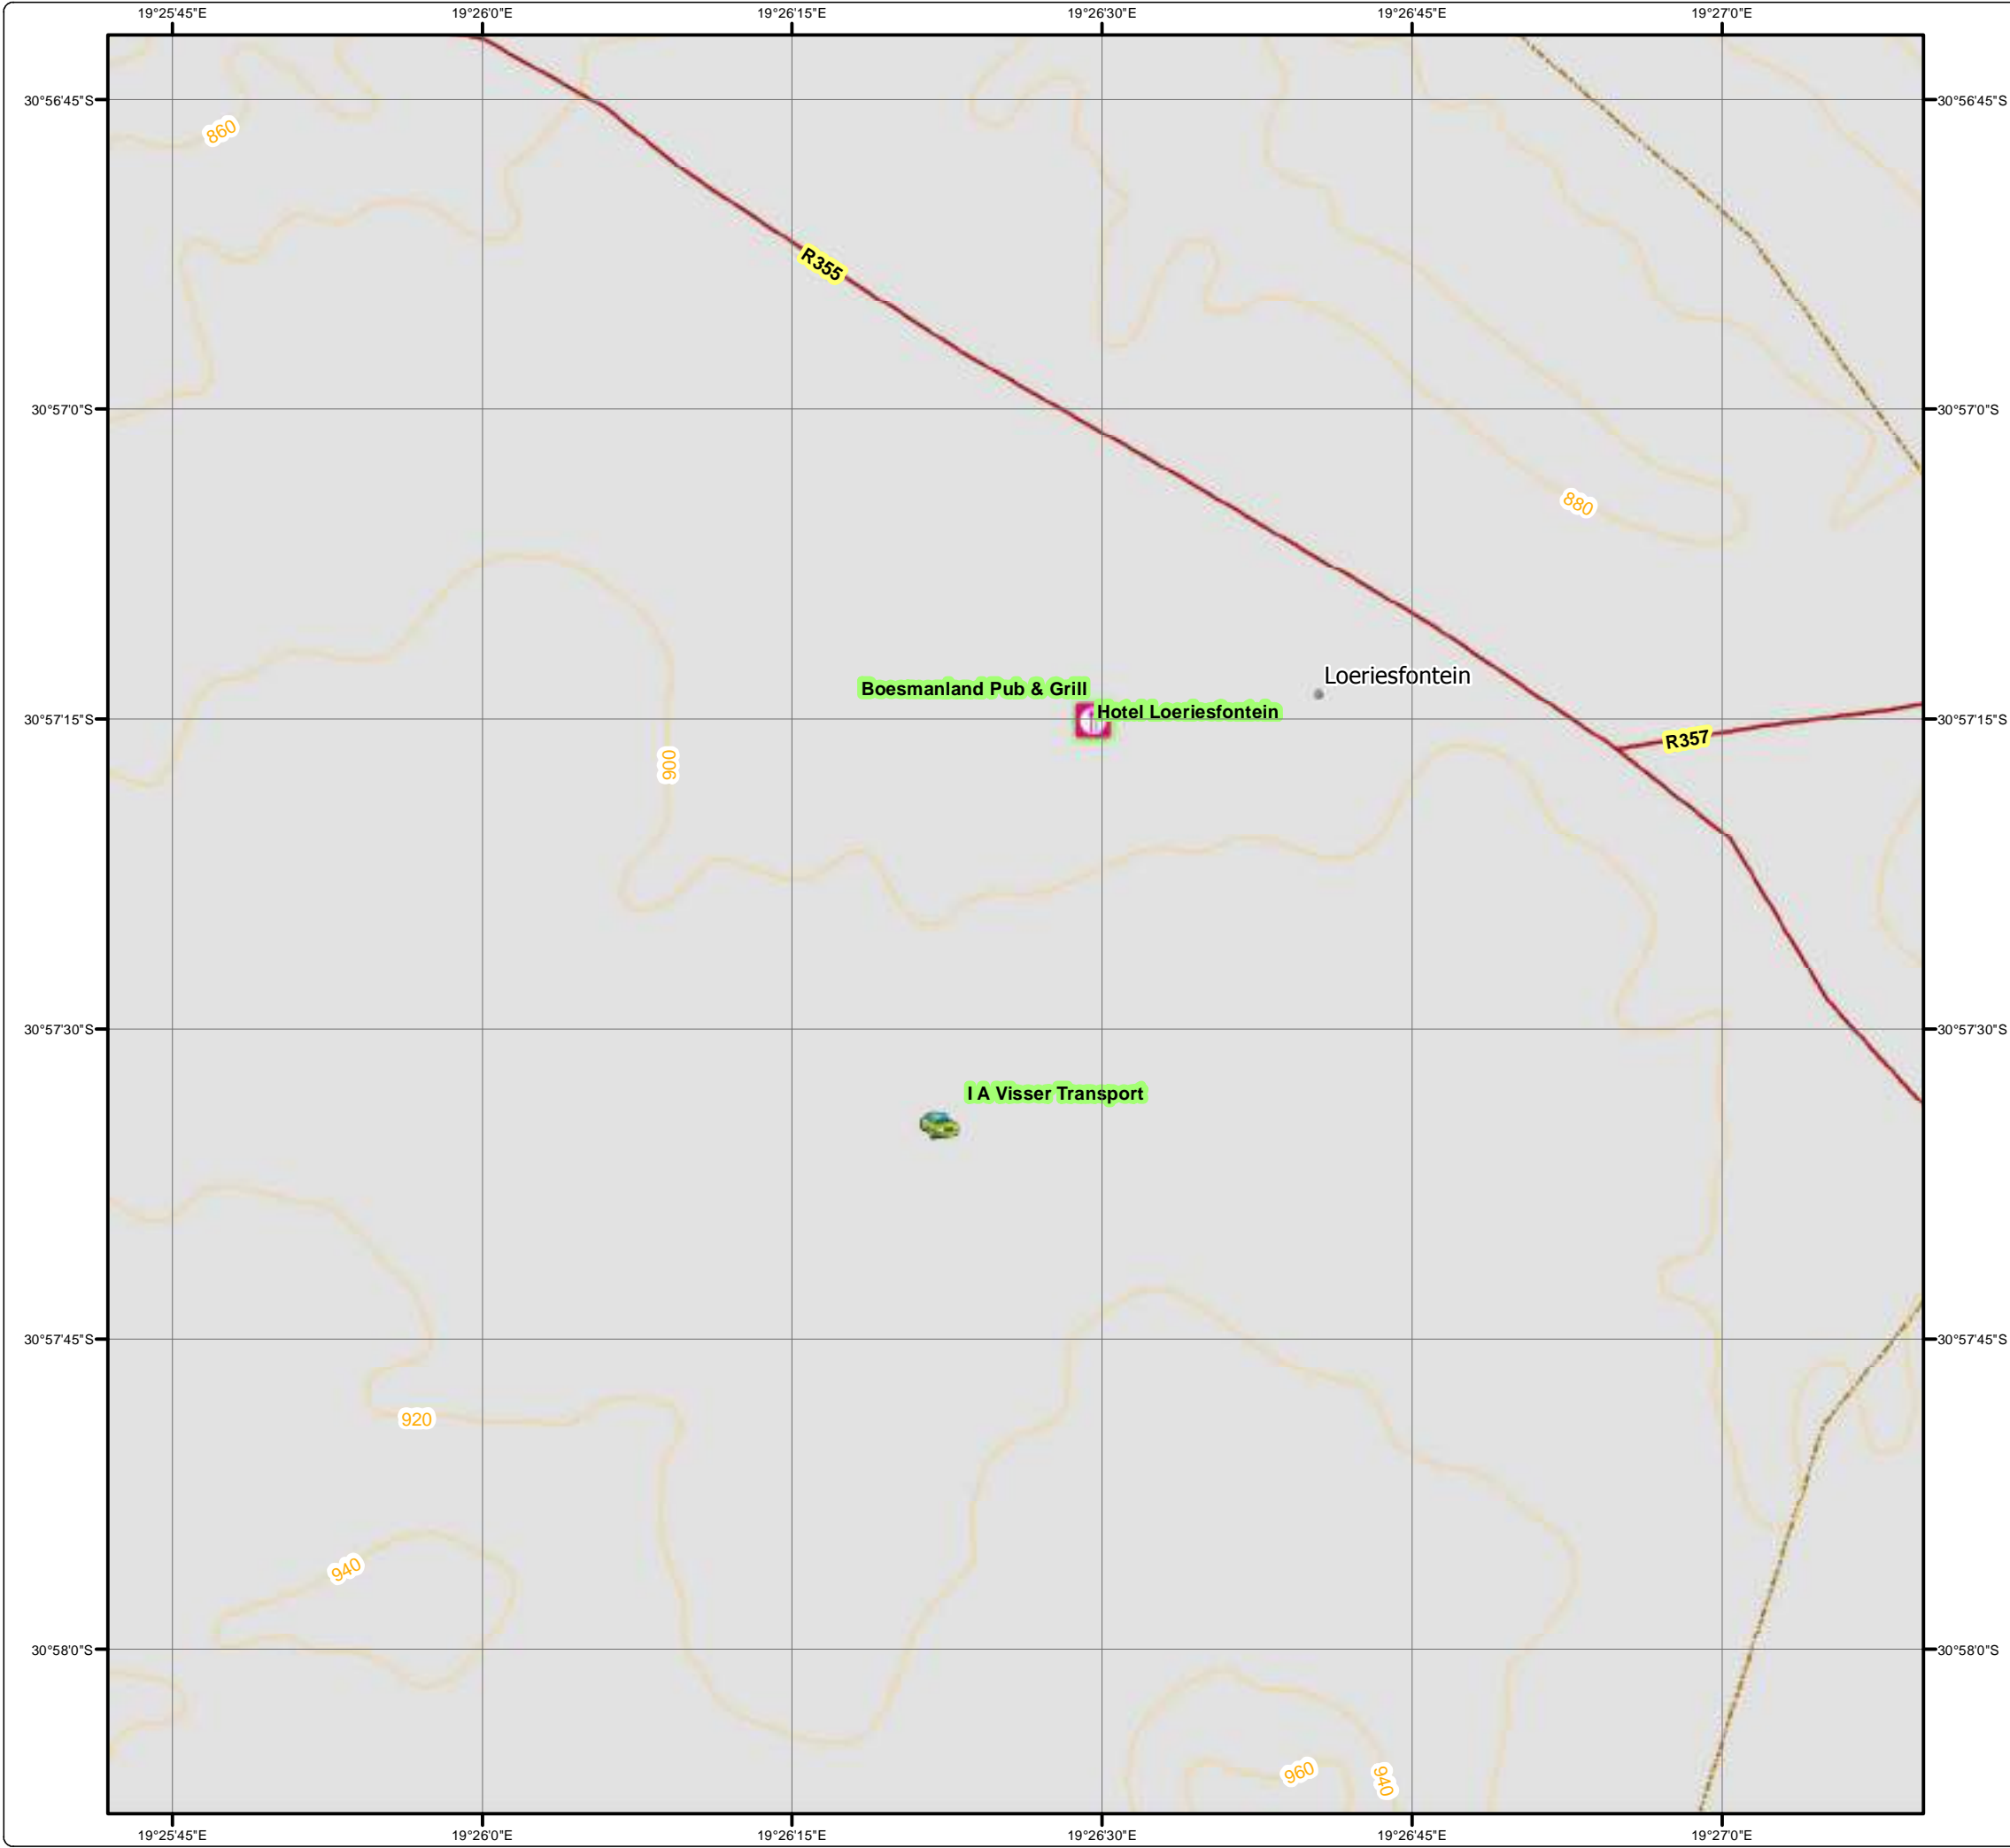 19°25'45"E
19°26'0"E
19°26'15"E
19°26'30"E
19°26'45"E
19°27'0"E
30°56'45"S
30°56'45"S
860
R355
30°57'0"S
30°57'0"S
880
Loeriesfontein
Boesmanland Pub & Grill
Hotel Loeriesfontein
30°57'15"S
30°57'15"S
R357
900
30°57'30"S
30°57'30"S
I A Visser Transport
30°57'45"S
30°57'45"S
920
940
30°58'0"S
30°58'0"S
960
940
19°25'45"E
19°26'0"E
19°26'15"E
19°26'30"E
19°26'45"E
19°27'0"E